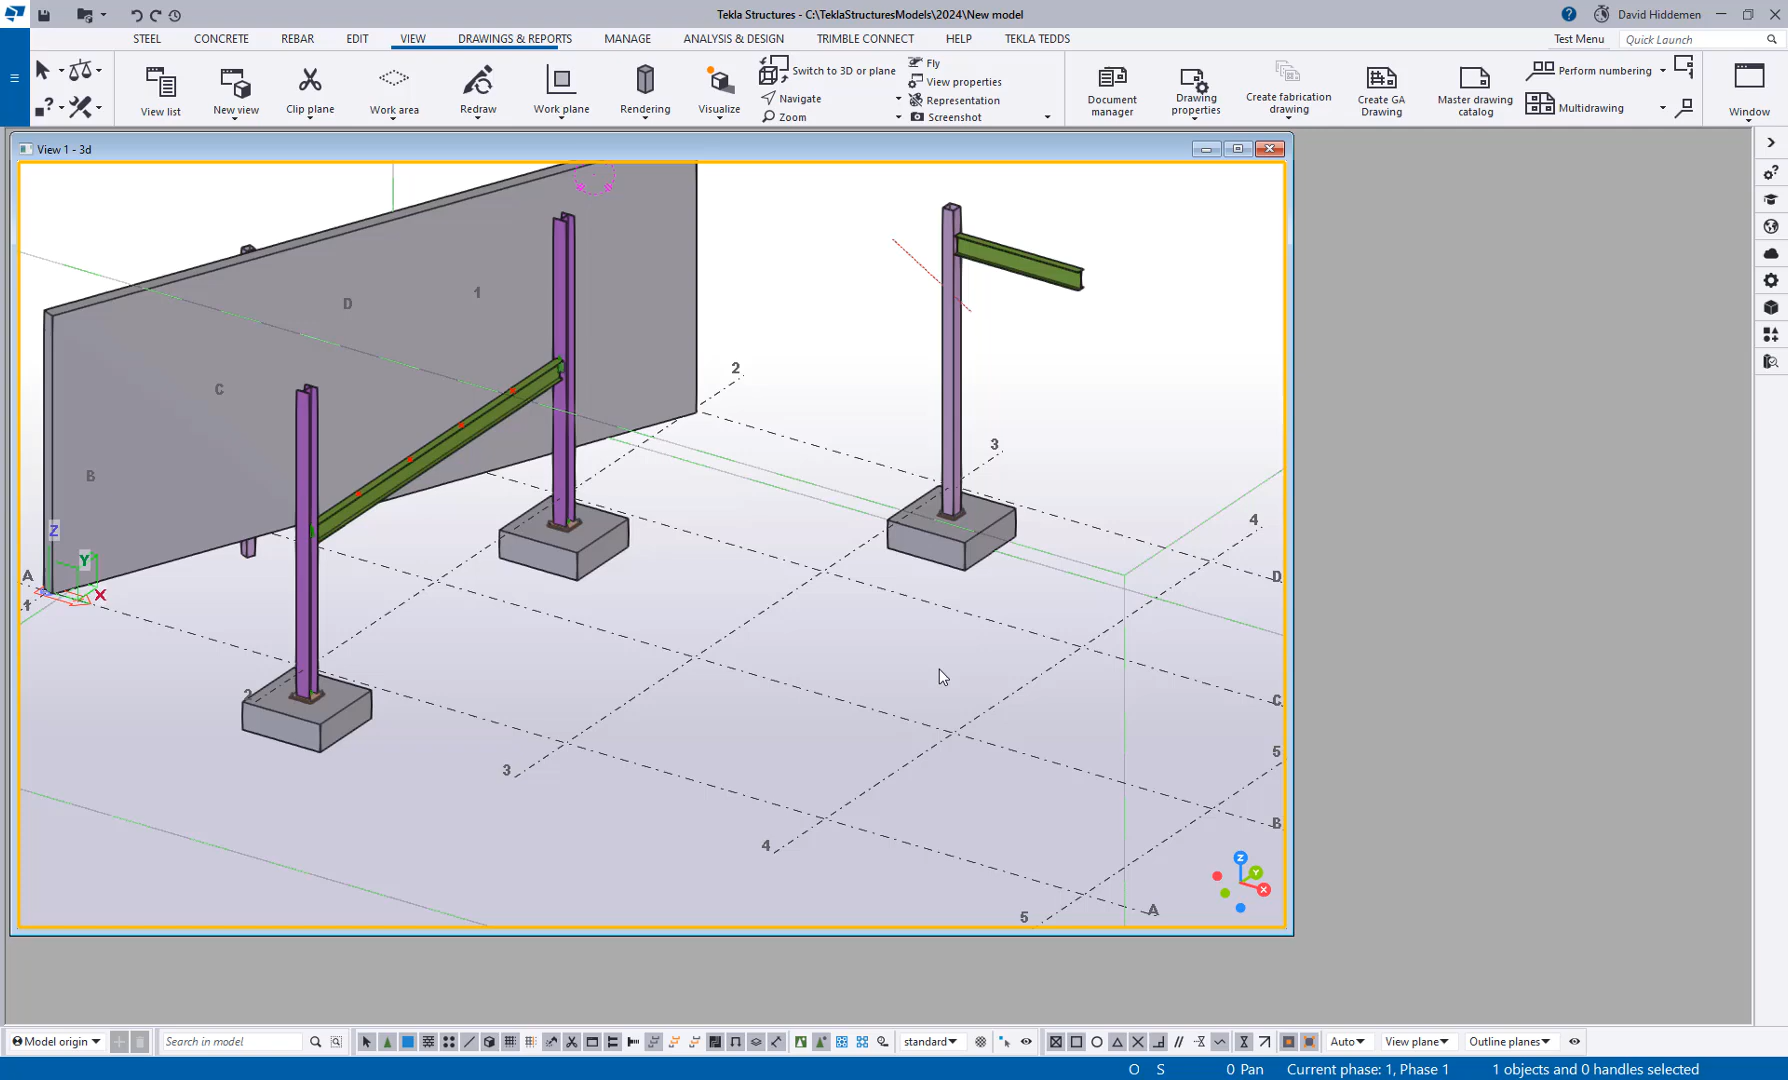 Tekla Structures - C:\TeklaStructuresModels\2024\New model
David Hiddemen
STEEL CONCRETE REBAR EDIT VIEW DRAWINGS & REPORTS MANAGE ANALYSIS & DESIGN TRIMBLE CONNECT HELP TEKLA TEDDS
Test Menu Quick Launch
View list
New view
Clip plane
Work area
Redraw
Work plane
Rendering
Visualize
Switch to 3D or plane
Navigate
Zoom
Fly
View properties
Representation
Screenshot
Document
manager
Drawing
properties
Create fabrication
drawing
Create GA
Drawing
Master drawing
catalog
Perform numbering
Multidrawing
Window
View 1 - 3d
D 1
C
B
2
3
4
Z
Y
X
A
1
D
2
C
3
5
B
4
Z
Y
X
A
5
Model origin
Search in model
standard
Auto
View plane
Outline planes
O S 0 Pan Current phase: 1, Phase 1 1 objects and 0 handles selected